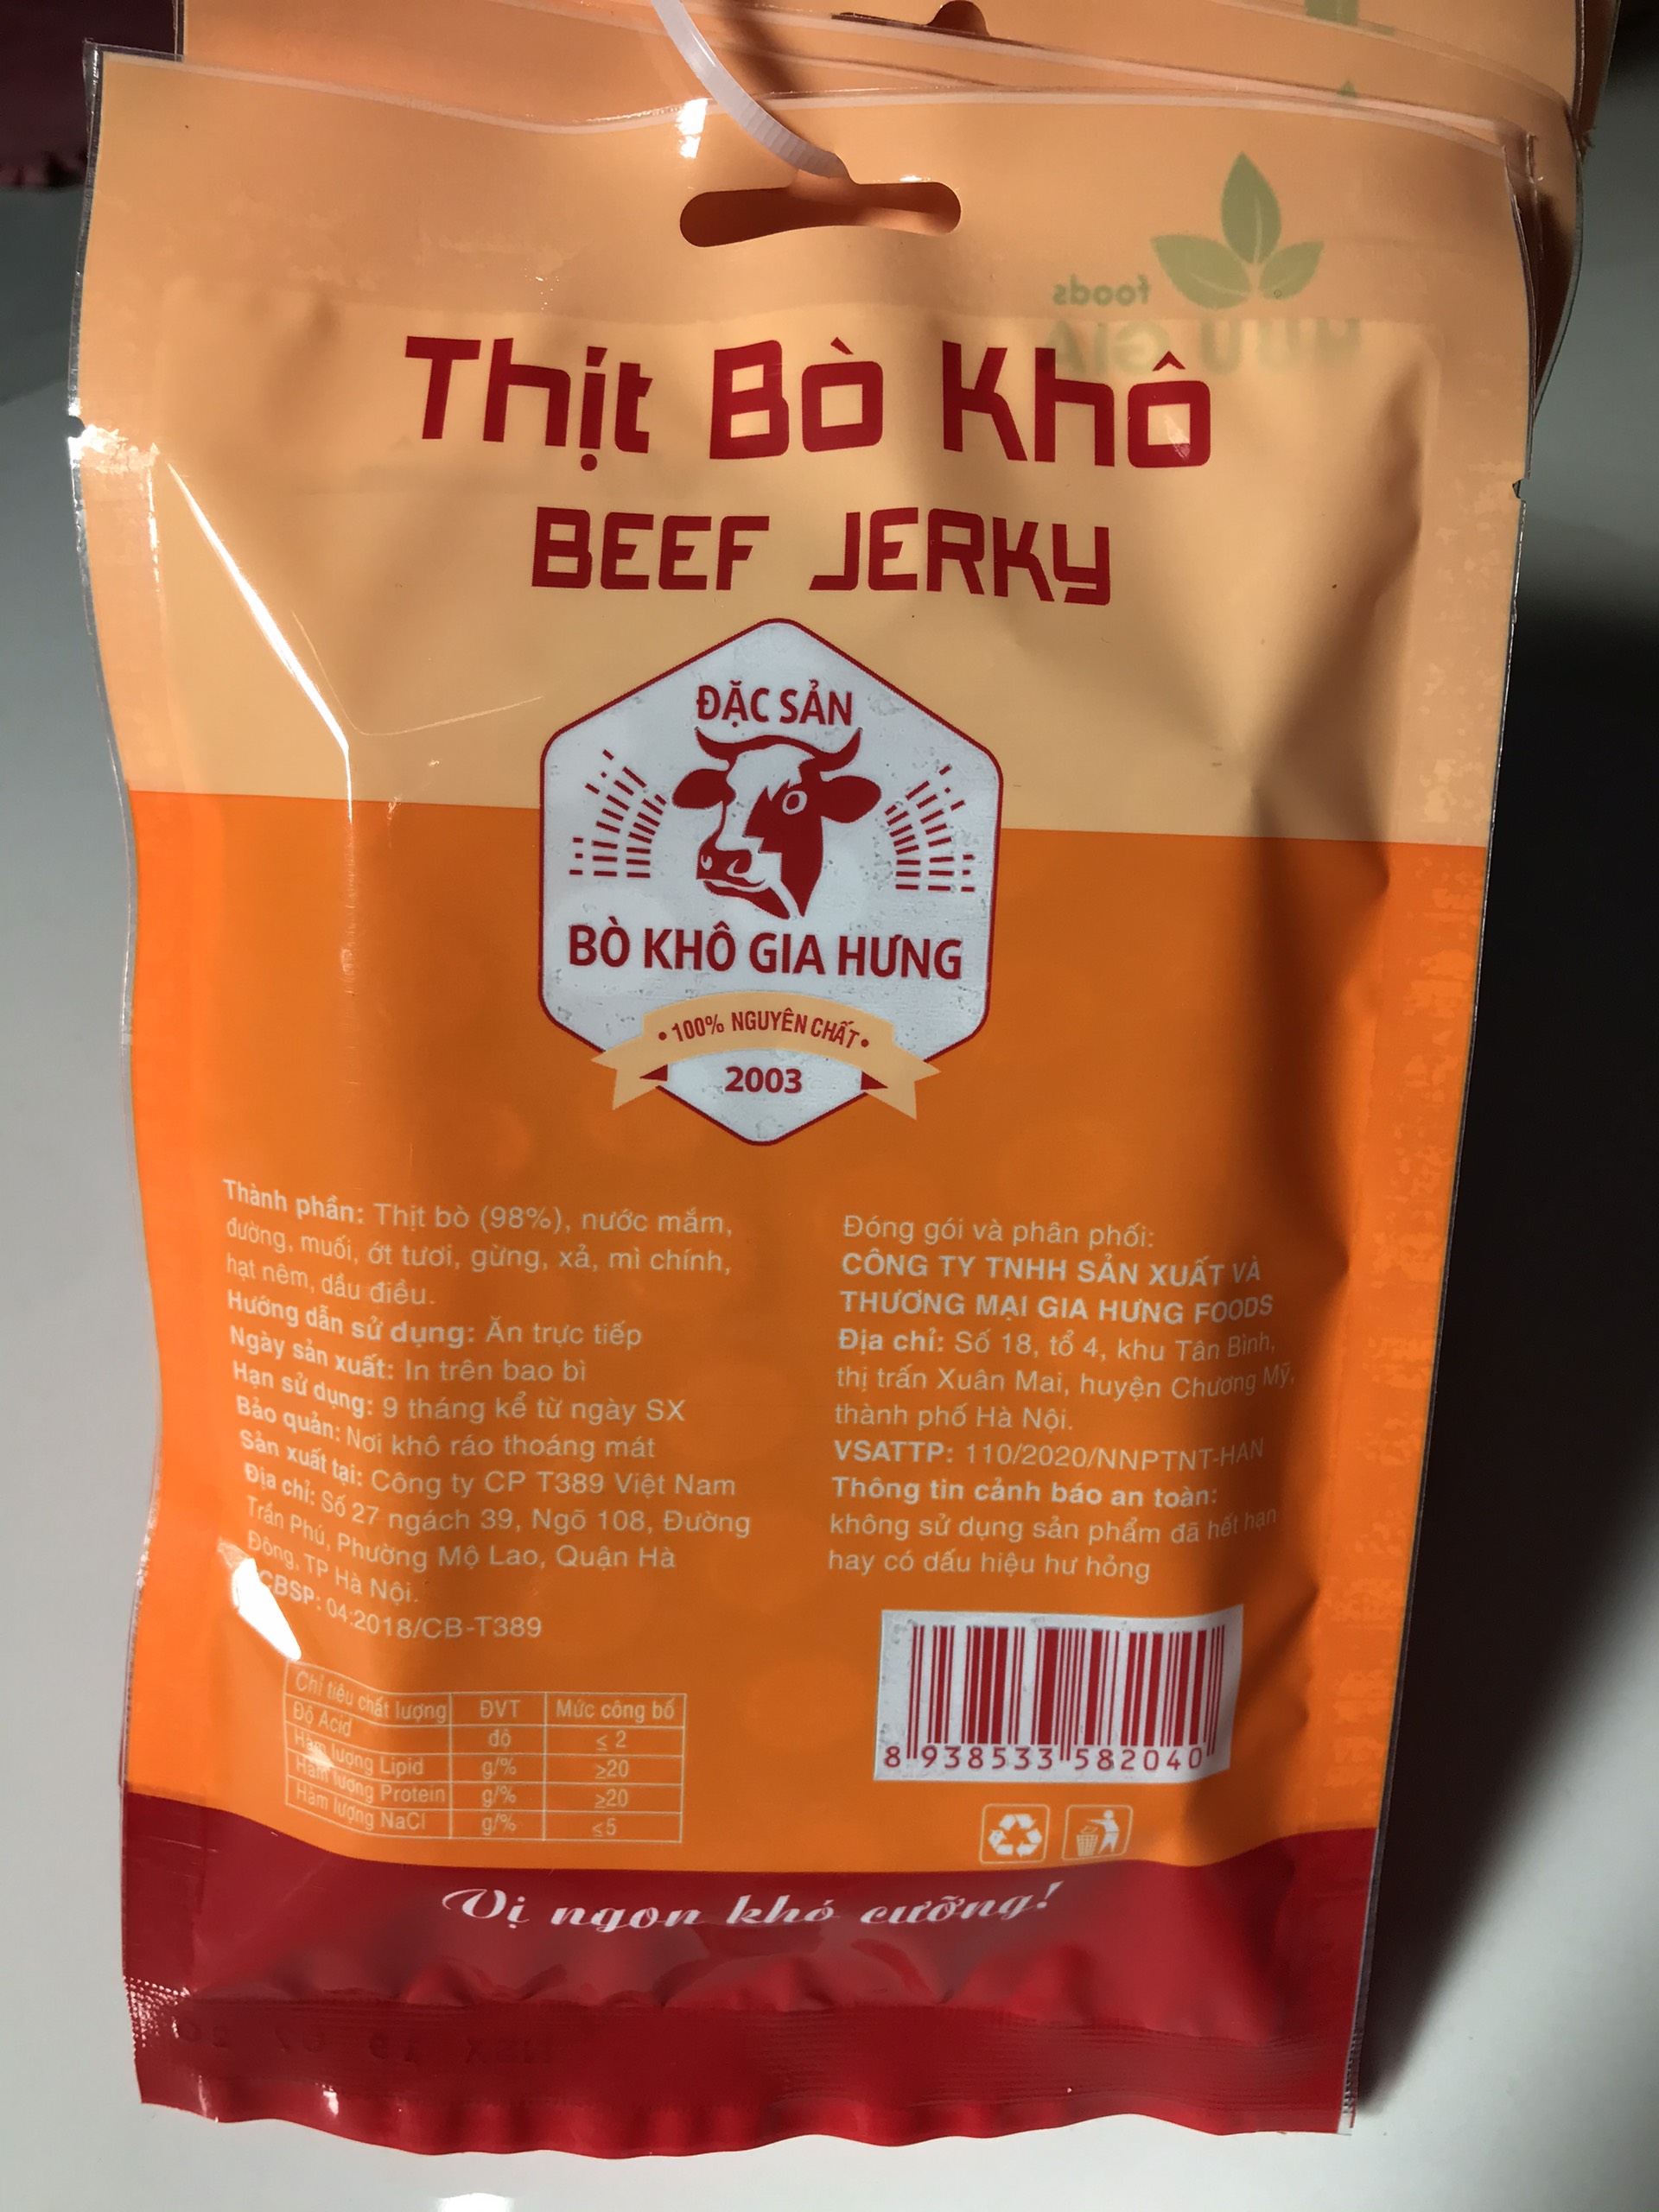 foods
Thịt Bò Khô
BEEF JERKY
ĐẶC SẢN
BÒ KHÔ GIA HƯNG
• 100% NGUYÊN CHẤT •
2003
Thành phần: Thịt bò (98%), nước mắm,
đường, muối, ớt tươi, gừng, xả, mì chính,
hạt nêm, dầu điều.
Hướng dẫn sử dụng: Ăn trực tiếp
Ngày sản xuất: In trên bao bì
Hạn sử dụng: 9 tháng kể từ ngày SX
Bảo quản: Nơi khô ráo thoáng mát
Sản xuất tại: Công ty CP T389 Việt Nam
Địa chỉ: Số 27 ngách 39, Ngõ 108, Đường
Trần Phú, Phường Mộ Lao, Quận Hà
Đông, TP Hà Nội.
CBSP: 04:2018/CB-T389
Chỉ tiêu chất lượng ĐVT Mức công bố
Độ Acid độ ≤ 2
Hàm lượng Lipid g/% ≥20
Hàm lượng Protein g/% ≥20
Hàm lượng NaCl g/% ≤5
Đóng gói và phân phối:
CÔNG TY TNHH SẢN XUẤT VÀ
THƯƠNG MẠI GIA HƯNG FOODS
Địa chỉ: Số 18, tổ 4, khu Tân Bình,
thị trấn Xuân Mai, huyện Chương Mỹ,
thành phố Hà Nội.
VSATTP: 110/2020/NNPTNT-HAN
Thông tin cảnh báo an toàn:
không sử dụng sản phẩm đã hết hạn
hay có dấu hiệu hư hỏng
8 938533 582040
Vị ngon khó cưỡng!